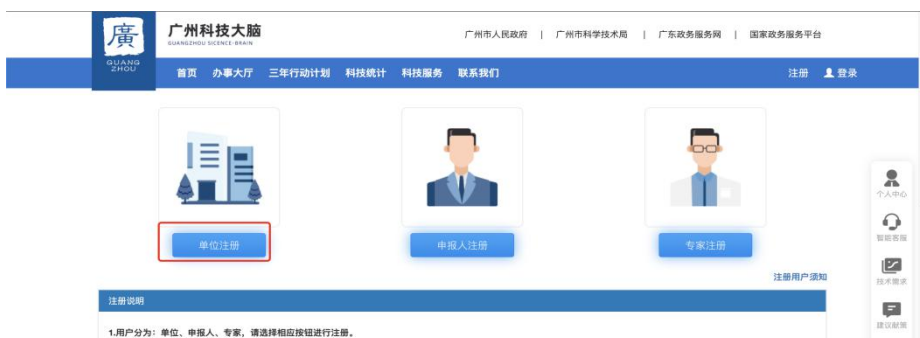 廣
GUANG
ZHOU
广州科技大脑
GUANGZHOU SICENCE-BRAIN
广州市人民政府 | 广州市科学技术局 | 广东政务服务网 | 国家政务服务平台
首页 办事大厅 三年行动计划 科技统计 科技服务 联系我们 注册 登录
单位注册 申报人注册 专家注册
注册用户须知
注册说明
1.用户分为：单位、申报人、专家，请选择相应按钮进行注册。
个人中心
智能客服
技术需求
建议献策